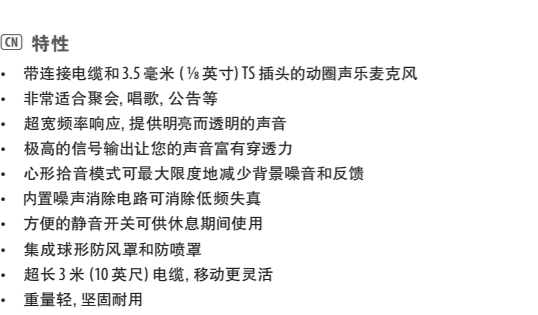 CN 特性
• 带连接电缆和 3.5 毫米 (⅛ 英寸) TS 插头的动圈声乐麦克风
• 非常适合聚会, 唱歌, 公告等
• 超宽频率响应, 提供明亮而透明的声音
• 极高的信号输出让您的声音富有穿透力
• 心形拾音模式可最大限度地减少背景噪音和反馈
• 内置噪声消除电路可消除低频失真
• 方便的静音开关可供休息期间使用
• 集成球形防风罩和防喷罩
• 超长 3 米 (10 英尺) 电缆, 移动更灵活
• 重量轻, 坚固耐用